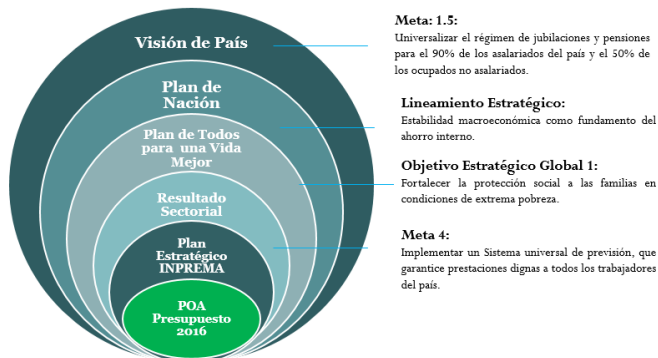 Visión de País
Plan de
Nación
Plan de Todos
para una Vida
Mejor
Resultado
Sectorial
Plan
Estratégico
INPREMA
POA
Presupuesto
2016
Meta: 1.5:
Universalizar el régimen de jubilaciones y pensiones
para el 90% de los asalariados del país y el 50% de
los ocupados no asalariados.
Lineamiento Estratégico:
Estabilidad macroeconómica como fundamento del
ahorro interno.
Objetivo Estratégico Global 1:
Fortalecer la protección social a las familias en
condiciones de extrema pobreza.
Meta 4:
Implementar un Sistema universal de previsión, que
garantice prestaciones dignas a todos los trabajadores
del país.